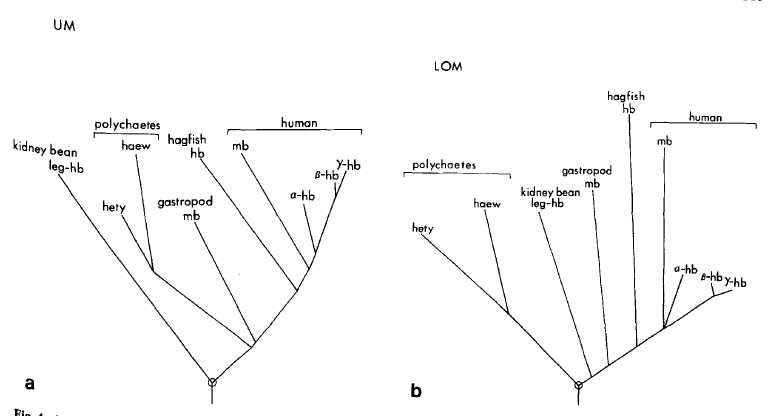 UM
polychaetes
human
kidney bean
leg-hb
haew
hagfish
hb
mb
γ-hb
β-hb
α-hb
hety
gastropod
mb
a
LOM
hagfish
hb
human
polychaetes
mb
gastropod
mb
kidney bean
leg-hb
haew
hety
α-hb
β-hb
γ-hb
b